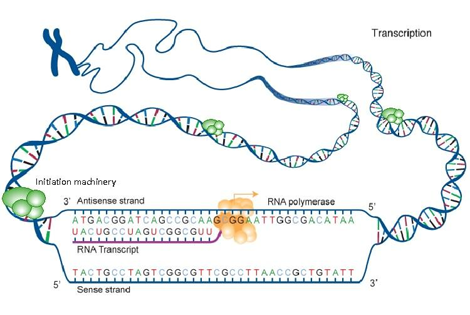 Transcription
Initiation machinery
3' Antisense strand RNA polymerase 5'
ATGACGGATCAGCCGCAAGCGGAATTGGCGACATAA
UACUGCCUAGUCGGCGUU
RNA Transcript
TACTGCCTAGTCGGCGTTCGCCTTAACCGCTGTATT
5' Sense strand 3'